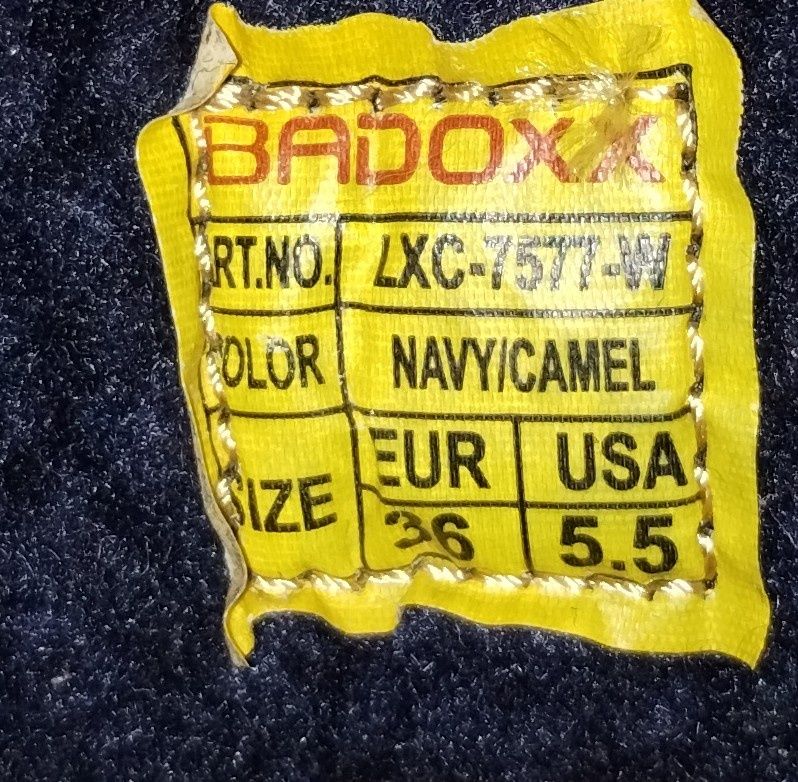 BADOXX
ART.NO. LXC-7577-W
COLOR NAVY/CAMEL
SIZE EUR USA
36 5.5